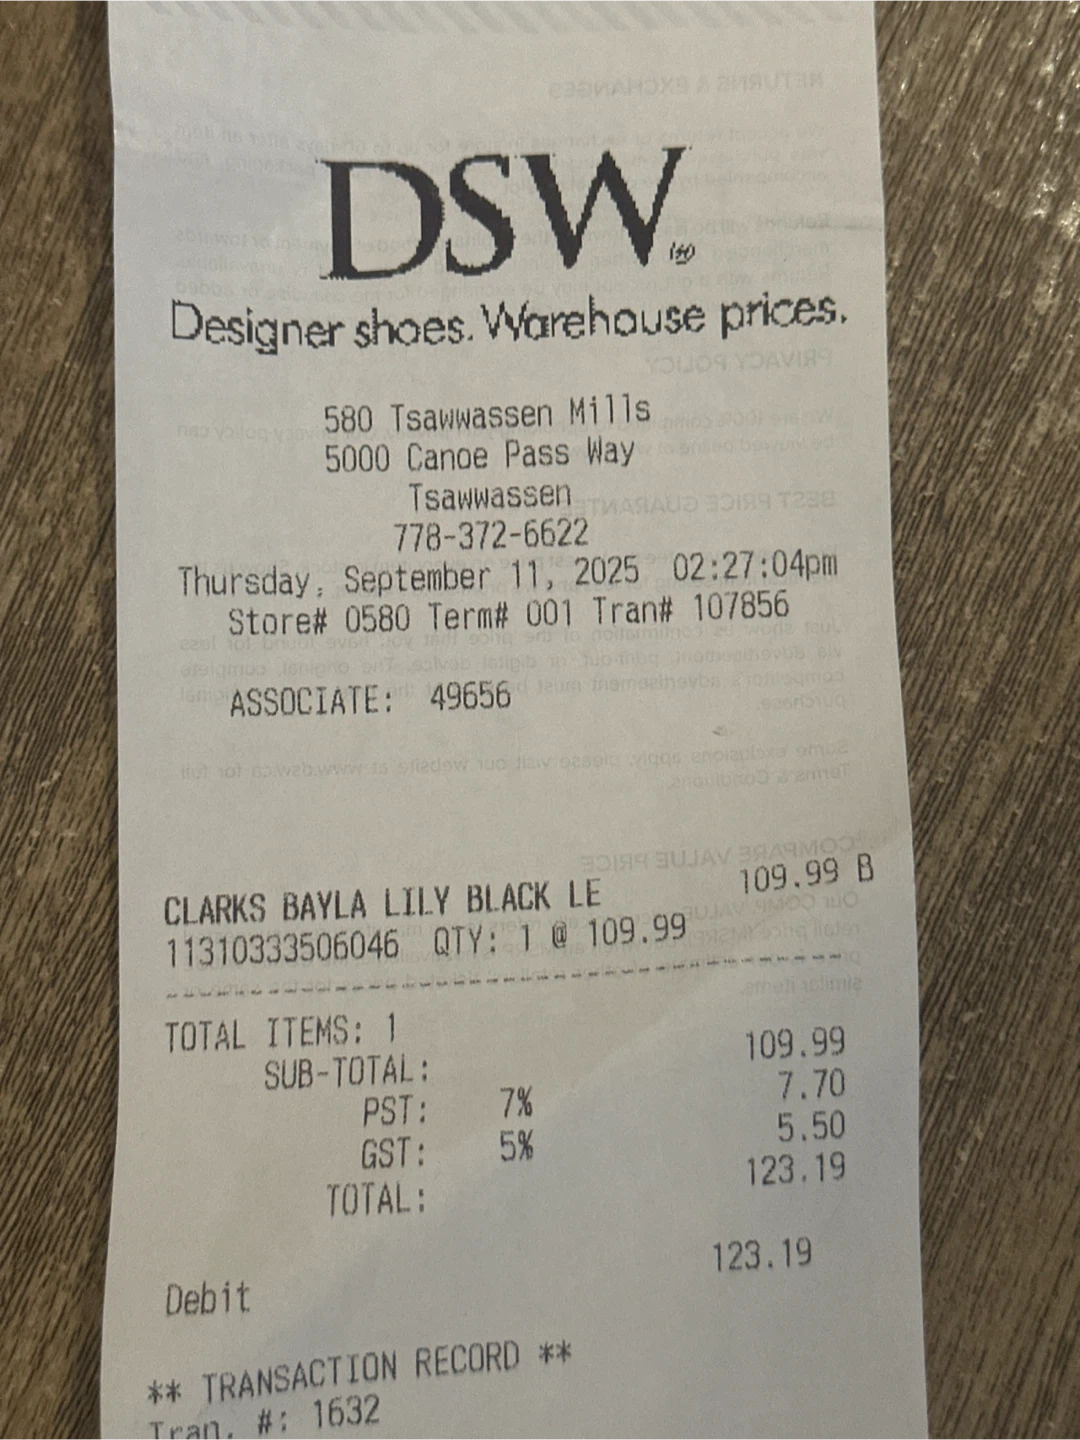 DSW
Designer shoes. Warehouse prices.
580 Tsawwassen Mills
5000 Canoe Pass Way
Tsawwassen
778-372-6622
Thursday, September 11, 2025 02:27:04pm
Store# 0580 Term# 001 Tran# 107856
ASSOCIATE: 49656
CLARKS BAYLA LILY BLACK LE 109.99 B
11310333506046 QTY: 1 @ 109.99
TOTAL ITEMS: 1
SUB-TOTAL: 109.99
PST: 7% 7.70
GST: 5% 5.50
TOTAL: 123.19
Debit 123.19
** TRANSACTION RECORD **
Tran. #: 1632